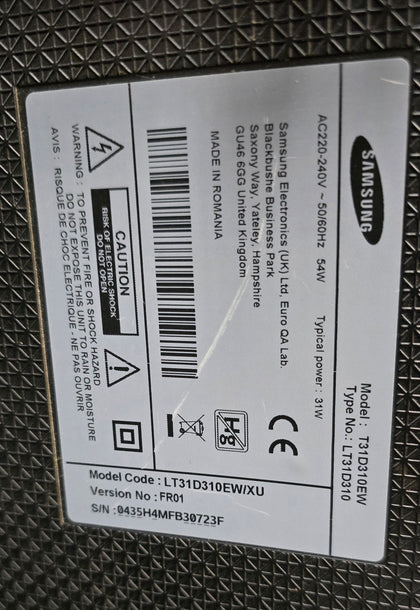 SAMSUNG
Model : T31D310EW
Type No.: LT31D310
AC220-240V ~ 50/60Hz 54W Typical power : 31W
Samsung Electronics (UK) Ltd, Euro QA Lab.
Blackbushe Business Park
Saxony Way, Yateley, Hampshire
GU46 6GG United Kingdom
MADE IN ROMANIA
CE
CAUTION
RISK OF ELECTRIC SHOCK
DO NOT OPEN
WARNING : TO PREVENT FIRE OR SHOCK HAZARD
DO NOT EXPOSE THIS UNIT TO RAIN OR MOISTURE
AVIS : RISQUE DE CHOC ELECTRIQUE - NE PAS OUVRIR
Model Code : LT31D310EW/XU
Version No : FR01
S/N : 0435H4MFB30723F